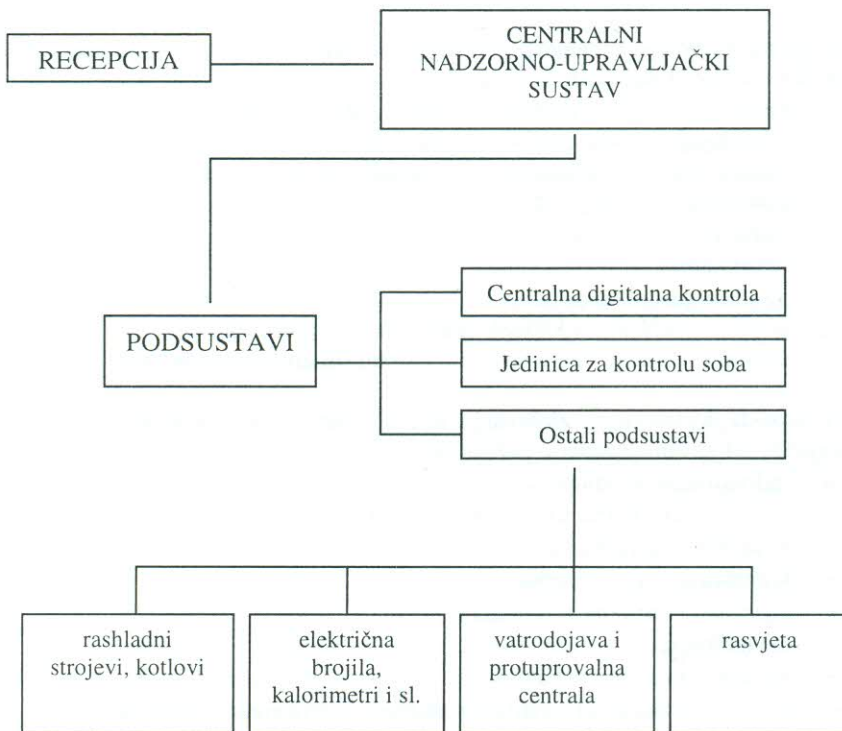 RECEPCIJA
CENTRALNI
NADZORNO-UPRAVLJAČKI
SUSTAV
PODSUSTAVI
Centralna digitalna kontrola
Jedinica za kontrolu soba
Ostali podsustavi
rashladni
strojevi, kotlovi
električna
brojila,
kalorimetri i sl.
vatrodojava i
protuprovalna
centrala
rasvjeta